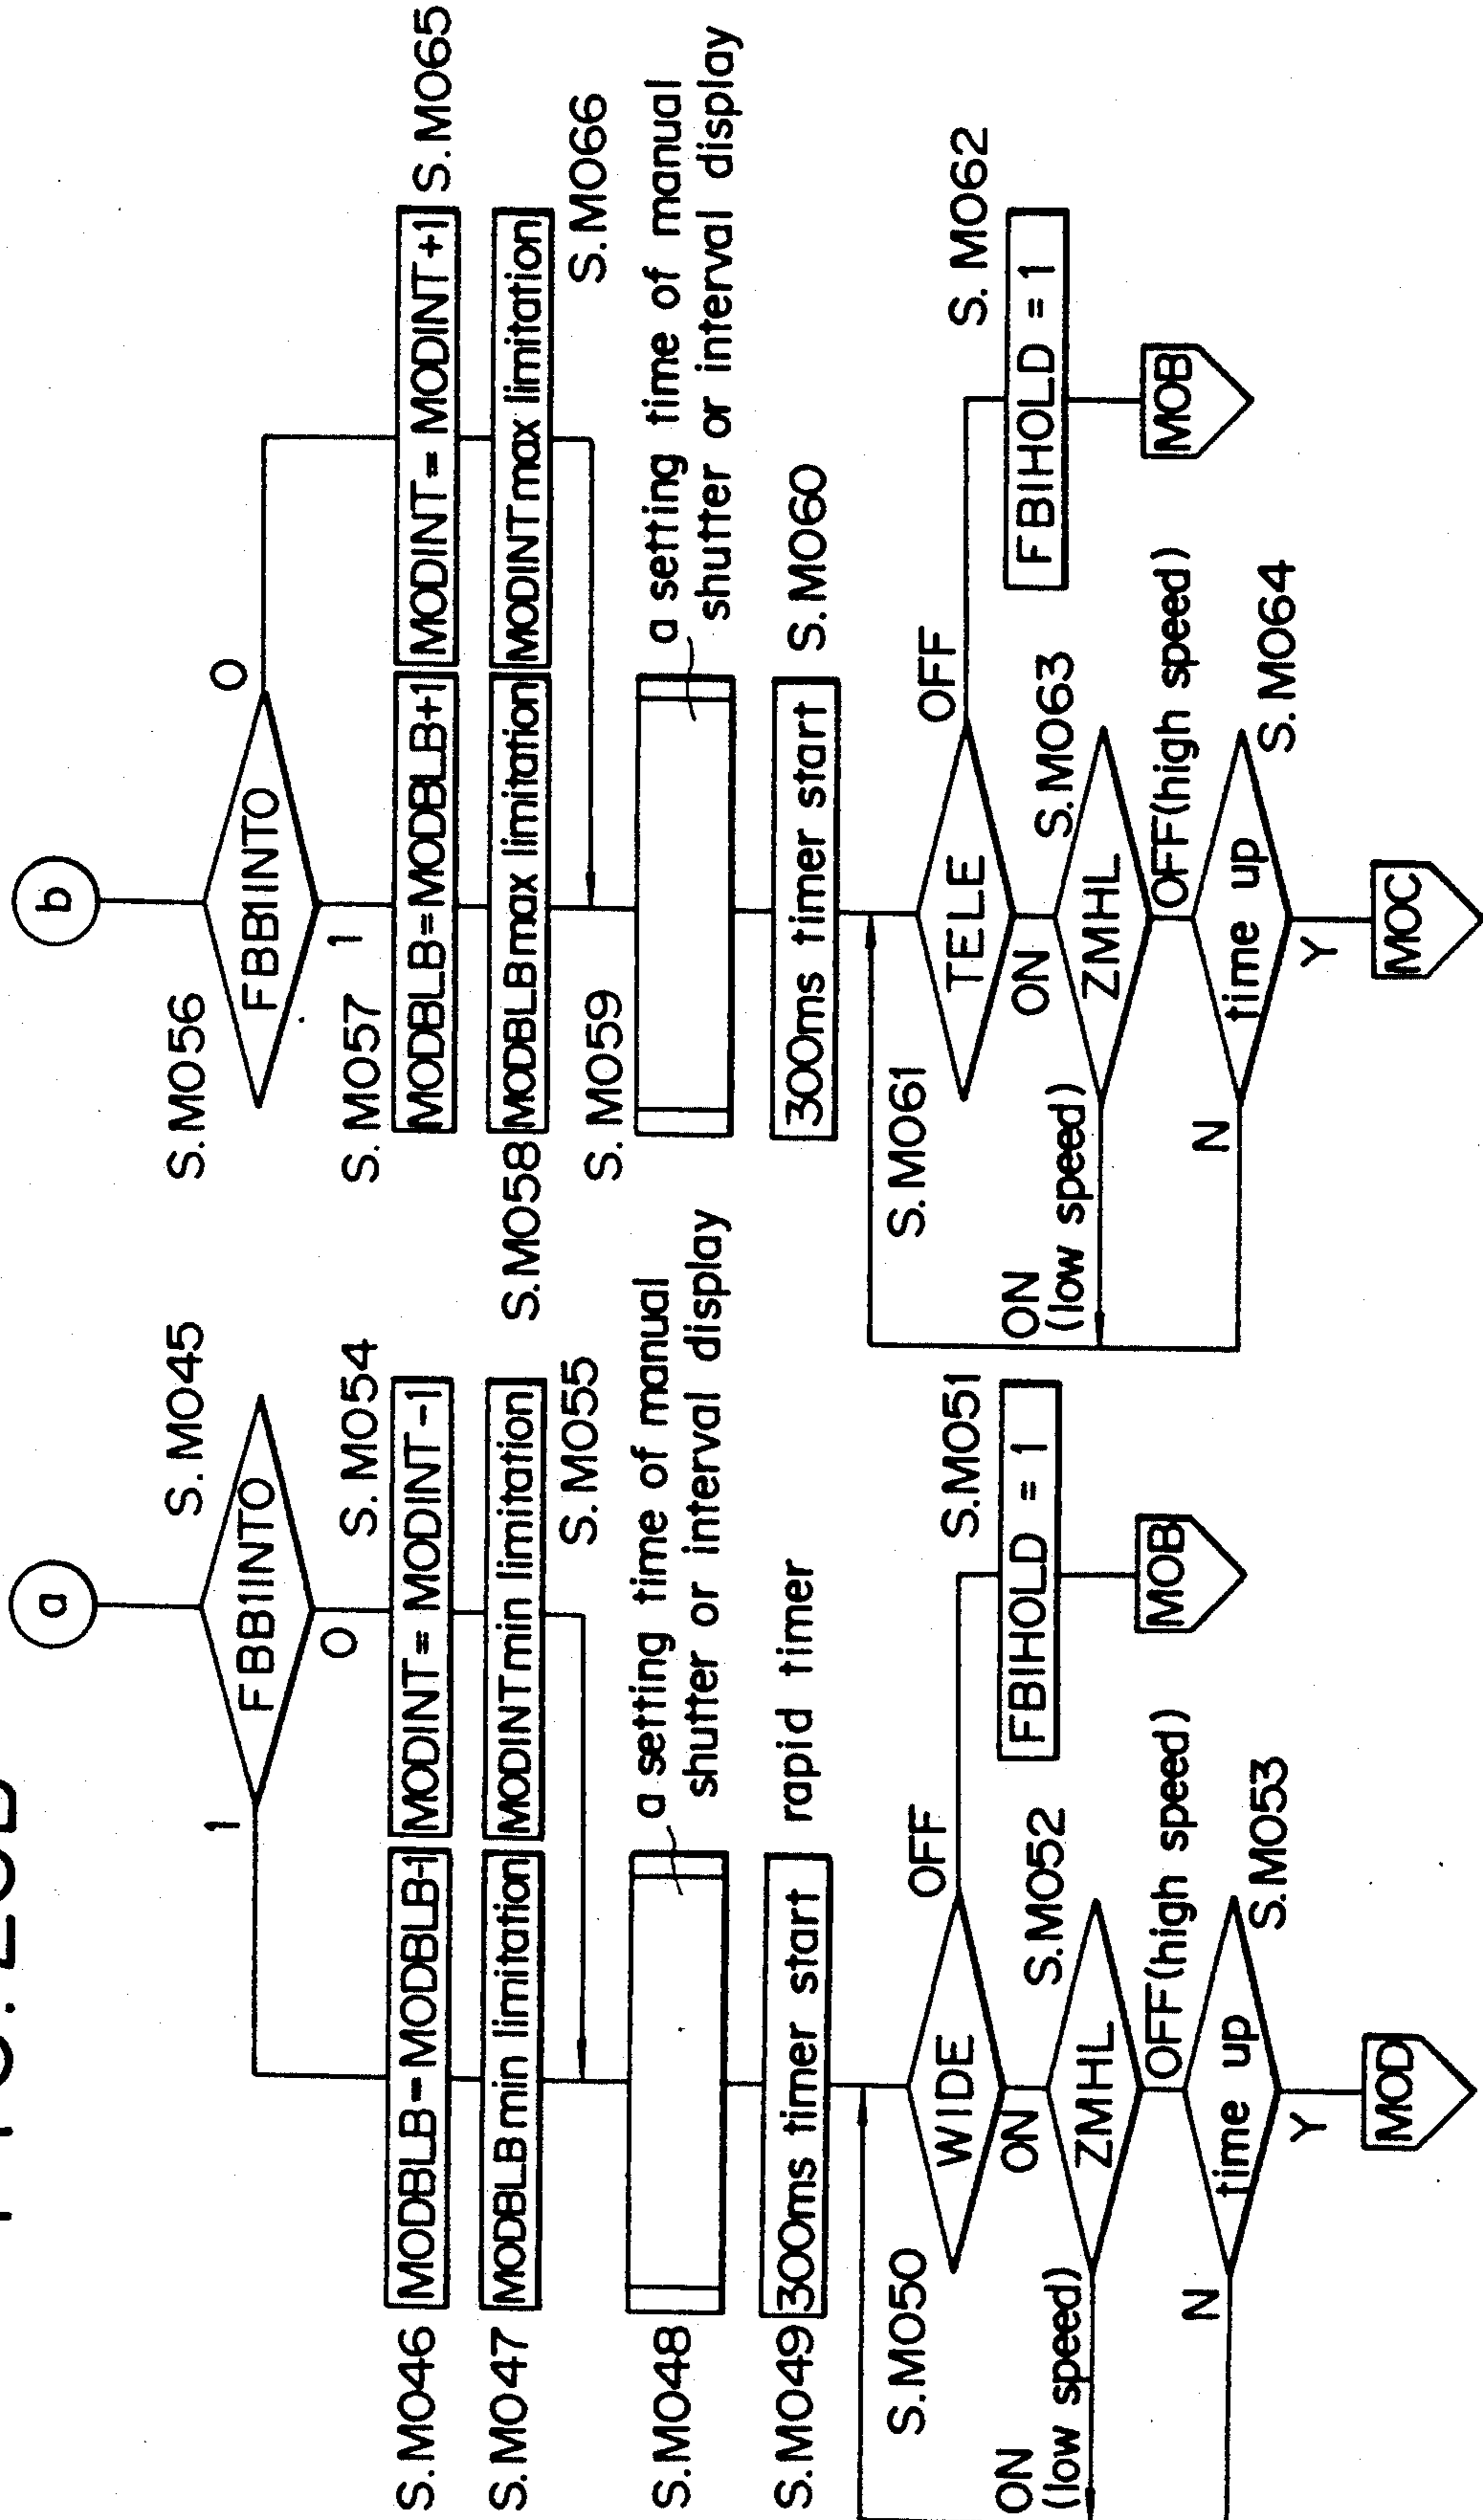 a
S.M045
FBB1INTO
1
O
S.M054
S.M046
MODBLB=MODBLB-1
MODINT=MODINT-1
S.M047
MODBLB min limitation
MODINT min limitation
S.M055
S.M048
a setting time of manual
shutter or interval display
S.M049
300ms timer start
rapid timer
S.M050
WIDE
OFF
S.M051
FBIHOLD = 1
MOB
ON
S.M052
ZMHL
ON
(low speed)
OFF(high speed)
time up
S.M053
N
Y
MOD
b
S.M056
FBB1INTO
O
1
S.M057
MODBLB=MODBLB+1
MODINT=MODINT+1
S.M065
S.M058
MODBLB max limitation
MODINT max limitation
S.M066
S.M059
a setting time of manual
shutter or interval display
300ms timer start
S.M060
S.M061
TELE
OFF
S.M062
FBIHOLD = 1
MOB
ON
S.M063
ZMHL
ON
(low speed)
OFF(high speed)
time up
S.M064
N
Y
MOC